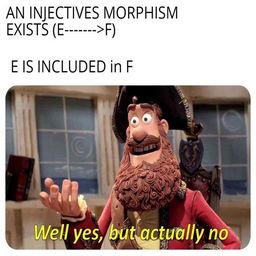 AN INJECTIVES MORPHISM
EXISTS (E------->F)
E IS INCLUDED in F
Well yes, but actually no